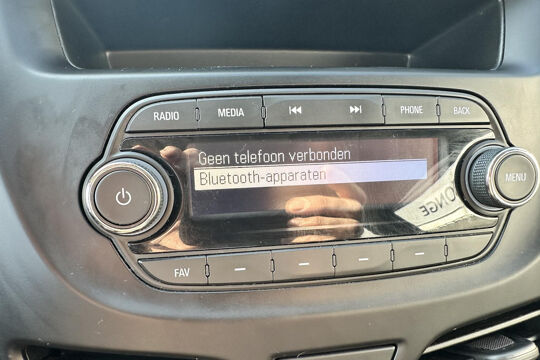 RADIO MEDIA PHONE BACK
Geen telefoon verbonden
Bluetooth-apparaten
MENU
FAV